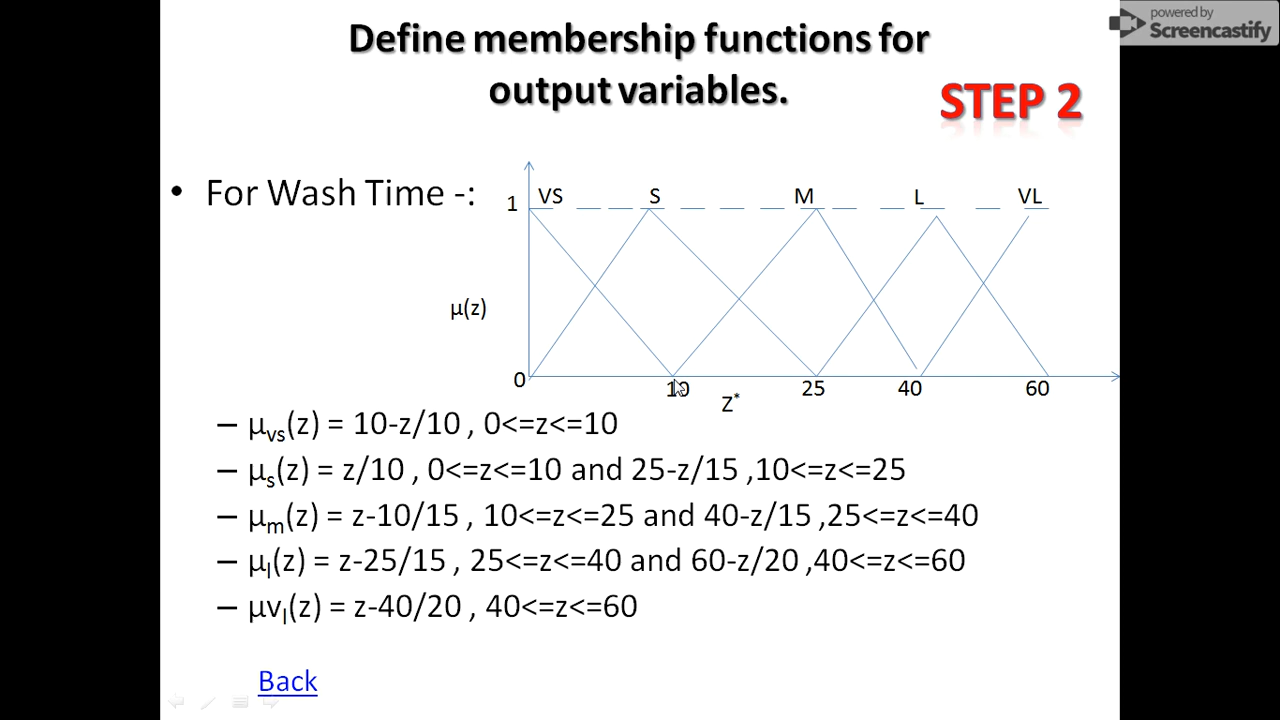 powered by
Screencastify
Define membership functions for
output variables.
STEP 2
• For Wash Time -:
VS S M L VL
1
μ(z)
0 10 25 40 60
Z*
– μvs(z) = 10-z/10 , 0<=z<=10
– μs(z) = z/10 , 0<=z<=10 and 25-z/15 ,10<=z<=25
– μm(z) = z-10/15 , 10<=z<=25 and 40-z/15 ,25<=z<=40
– μl(z) = z-25/15 , 25<=z<=40 and 60-z/20 ,40<=z<=60
– μvl(z) = z-40/20 , 40<=z<=60
Back